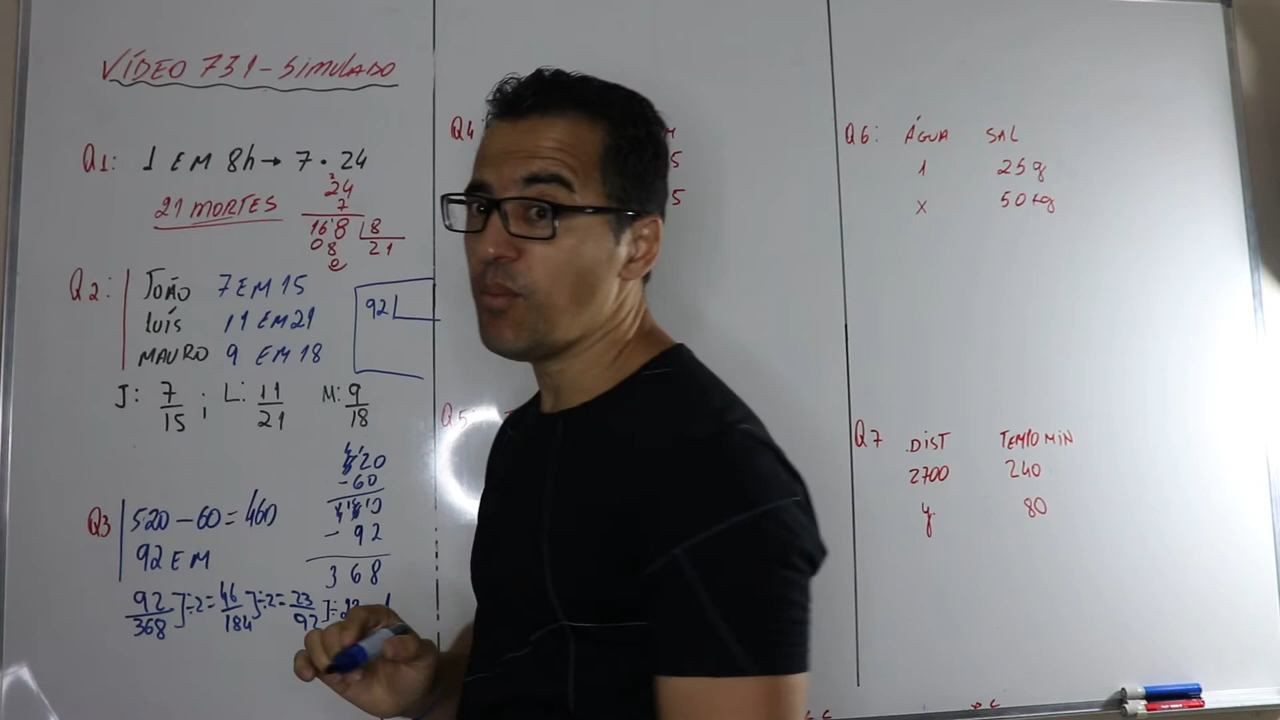 VÍDEO 731 - SIMULADO
Q1: 1 EM 8h → 7 · 24
24
7
168 8
08 21
21 MORTES
Q2: JOÃO 7 EM 15
LUÍS 11 EM 21
MAURO 9 EM 18
92
J: 7/15 ; L: 11/21 M: 9/18
Q3 520 - 60 = 460
92 EM
520
-60
460
- 92
368
92/368 ÷2= 46/184 ÷2= 23/92 ÷
Q4
5
5
Q5:
Q6: ÁGUA SAL
1 25g
x 50kg
Q7 DIST TEMPO MIN
2700 240
y 80